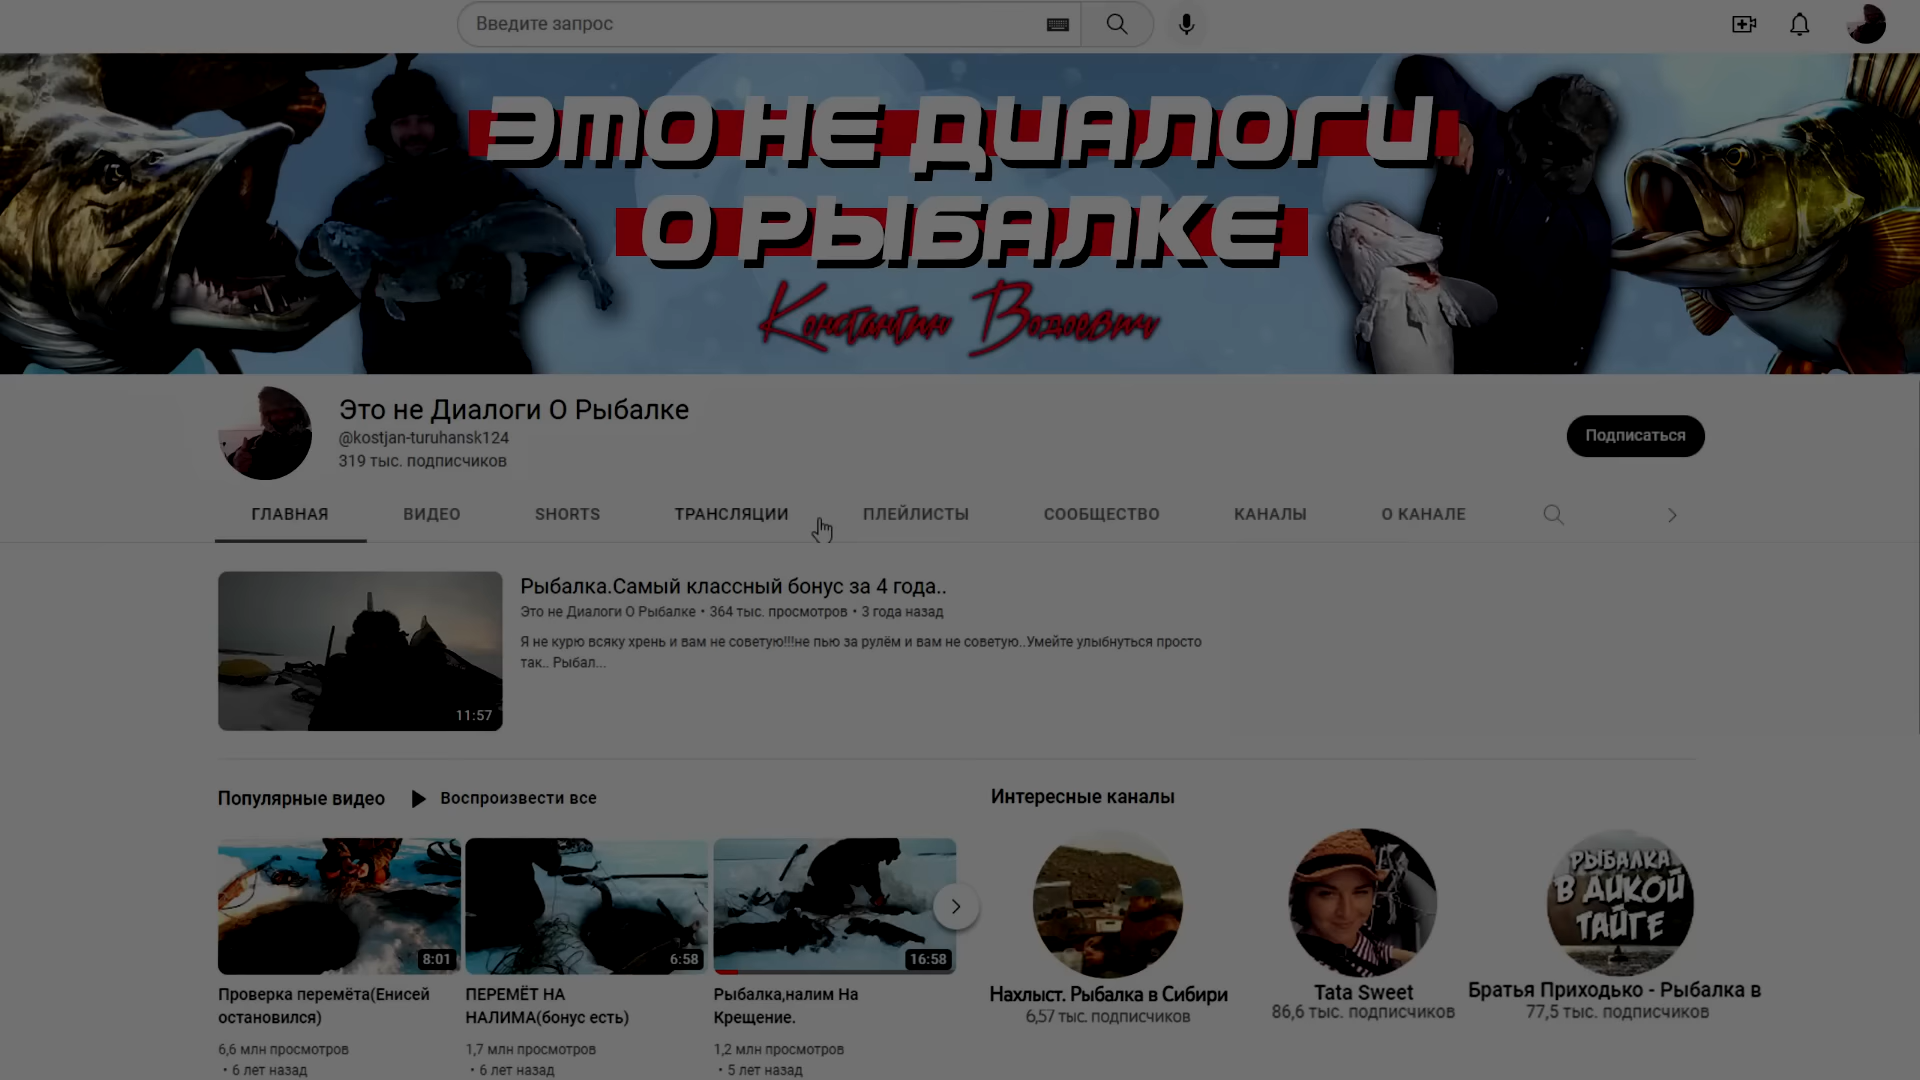 Введите запрос
ЭТО НЕ ДИАЛОГИ
О РЫБАЛКЕ
Константин Водоевич
Это не Диалоги О Рыбалке
@kostjan-turuhansk124
319 тыс. подписчиков
Подписаться
ГЛАВНАЯ ВИДЕО SHORTS ТРАНСЛЯЦИИ ПЛЕЙЛИСТЫ СООБЩЕСТВО КАНАЛЫ О КАНАЛЕ
Рыбалка.Самый классный бонус за 4 года..
Это не Диалоги О Рыбалке • 364 тыс. просмотров • 3 года назад
Я не курю всяку хрень и вам не советую!!!не пью за рулём и вам не советую..Умейте улыбнуться просто
так.. Рыбал...
11:57
Популярные видео Воспроизвести все
8:01
Проверка перемёта(Енисей
остановился)
6,6 млн просмотров
• 6 лет назад
6:58
ПЕРЕМЁТ НА
НАЛИМА(бонус есть)
1,7 млн просмотров
• 6 лет назад
16:58
Рыбалка,налим На
Крещение.
1,2 млн просмотров
• 5 лет назад
Интересные каналы
Нахлыст. Рыбалка в Сибири
6,57 тыс. подписчиков
Tata Sweet
86,6 тыс. подписчиков
РЫБАЛКА
В ДИКОЙ
ТАЙГЕ
Братья Приходько - Рыбалка в
77,5 тыс. подписчиков